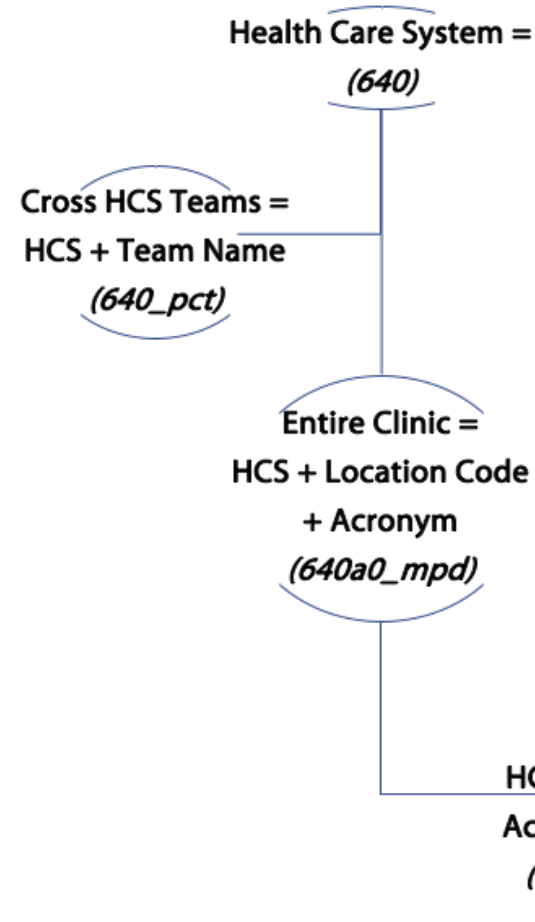 Health Care System =
(640)
Cross HCS Teams =
HCS + Team Name
(640_pct)
Entire Clinic =
HCS + Location Code
+ Acronym
(640a0_mpd)